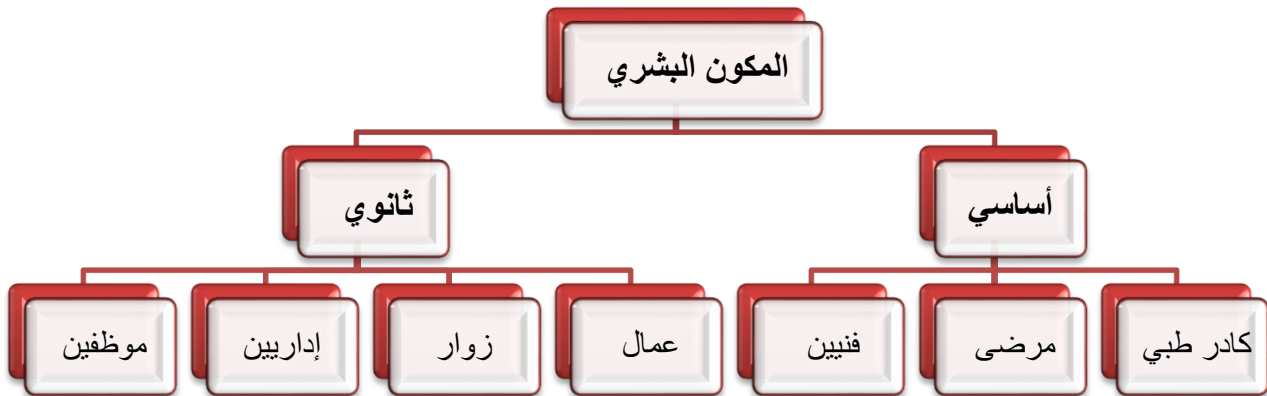 المكون البشري
أساسي
ثانوي
كادر طبي
مرضى
فنيين
عمال
زوار
إداريين
موظفين